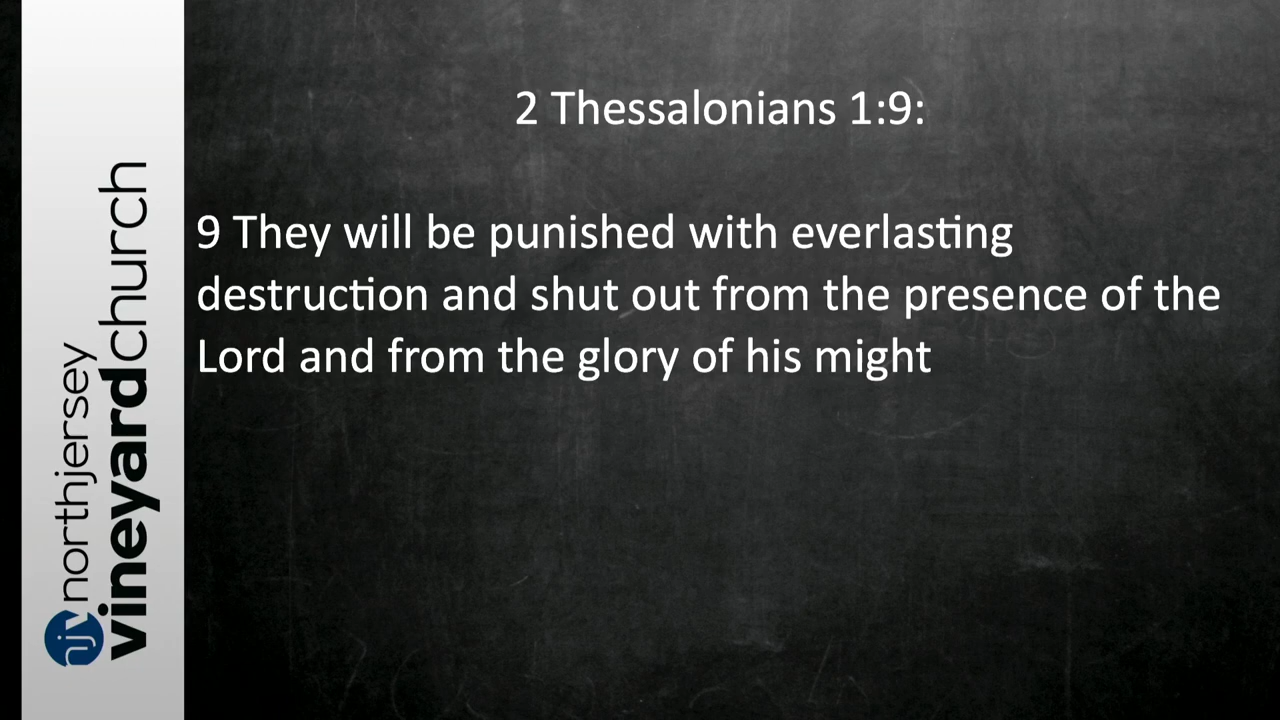 2 Thessalonians 1:9:
9 They will be punished with everlasting
destruction and shut out from the presence of the
Lord and from the glory of his might
njv northjersey
vineyardchurch